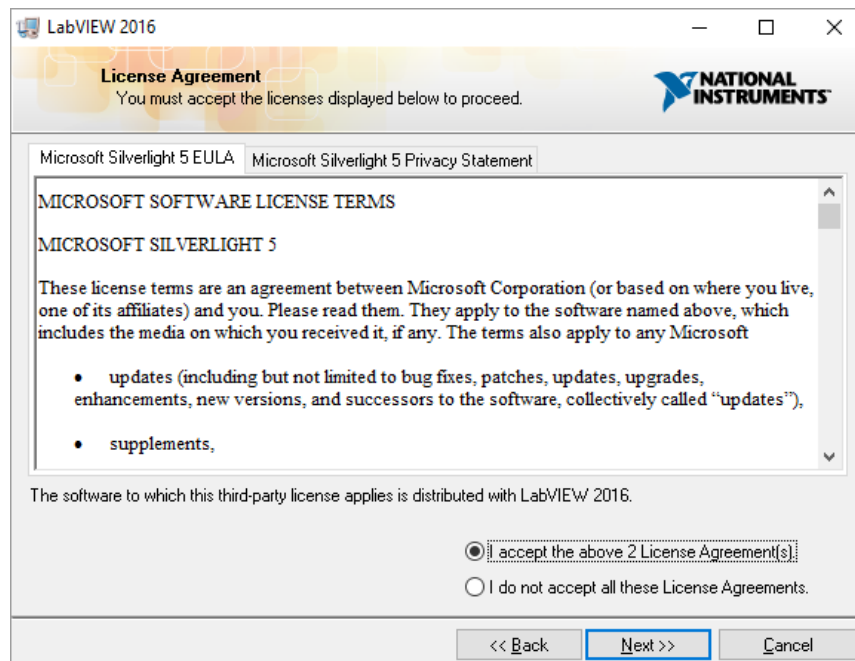 LabVIEW 2016
License Agreement
You must accept the licenses displayed below to proceed.
NATIONAL
INSTRUMENTS™
Microsoft Silverlight 5 EULA
Microsoft Silverlight 5 Privacy Statement
MICROSOFT SOFTWARE LICENSE TERMS
MICROSOFT SILVERLIGHT 5
These license terms are an agreement between Microsoft Corporation (or based on where you live,
one of its affiliates) and you. Please read them. They apply to the software named above, which
includes the media on which you received it, if any. The terms also apply to any Microsoft
• updates (including but not limited to bug fixes, patches, updates, upgrades,
enhancements, new versions, and successors to the software, collectively called “updates”),
• supplements,
The software to which this third-party license applies is distributed with LabVIEW 2016.
I accept the above 2 License Agreement(s).
I do not accept all these License Agreements.
<< Back
Next >>
Cancel